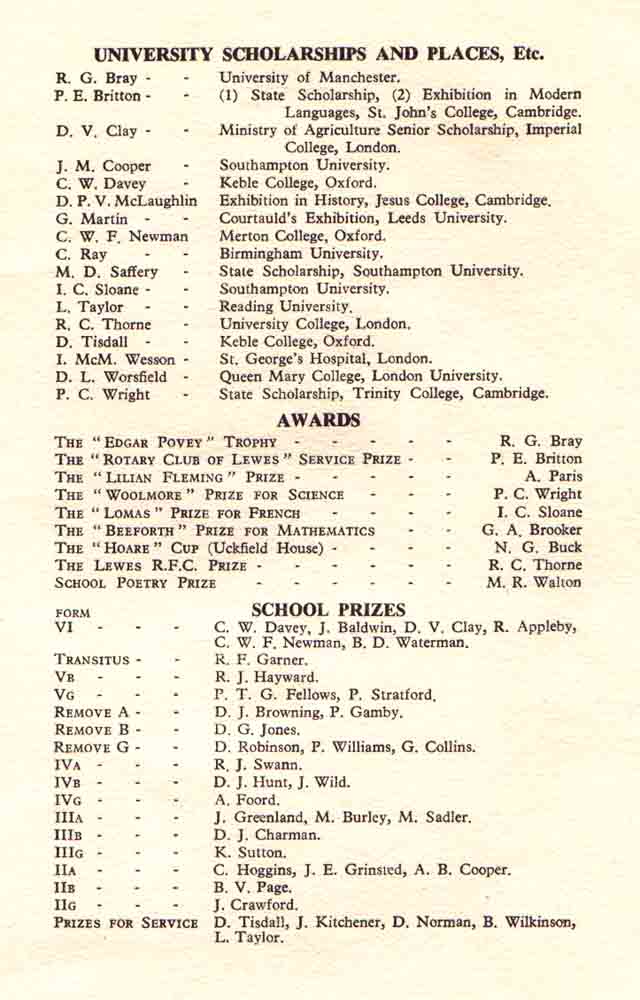 UNIVERSITY SCHOLARSHIPS AND PLACES, Etc.
R. G. Bray - - University of Manchester.
P. E. Britton - - (1) State Scholarship, (2) Exhibition in Modern
Languages, St. John's College, Cambridge.
D. V. Clay - - Ministry of Agriculture Senior Scholarship, Imperial
College, London.
J. M. Cooper - Southampton University.
C. W. Davey - Keble College, Oxford.
D. P. V. McLaughlin Exhibition in History, Jesus College, Cambridge.
G. Martin - - Courtauld's Exhibition, Leeds University.
C. W. F. Newman Merton College, Oxford.
C. Ray - - Birmingham University.
M. D. Saffery - State Scholarship, Southampton University.
I. C. Sloane - - Southampton University.
L. Taylor - - Reading University.
R. C. Thorne - University College, London.
D. Tisdall - - Keble College, Oxford.
I. McM. Wesson - St. George's Hospital, London.
D. L. Worsfield - Queen Mary College, London University.
P. C. Wright - State Scholarship, Trinity College, Cambridge.
AWARDS
THE "EDGAR POVEY" TROPHY - - - - - R. G. Bray
THE "ROTARY CLUB OF LEWES" SERVICE PRIZE - - P. E. Britton
THE "LILIAN FLEMING" PRIZE - - - - - A. Paris
THE "WOOLMORE" PRIZE FOR SCIENCE - - - P. C. Wright
THE "LOMAS" PRIZE FOR FRENCH - - - - I. C. Sloane
THE "BEEFORTH" PRIZE FOR MATHEMATICS - - G. A. Brooker
THE "HOARE" CUP (Uckfield House) - - - - N. G. Buck
THE LEWES R.F.C. PRIZE - - - - - - R. C. Thorne
SCHOOL POETRY PRIZE - - - - - - M. R. Walton
FORM SCHOOL PRIZES
VI - - - C. W. Davey, J. Baldwin, D. V. Clay, R. Appleby,
C. W. F. Newman, B. D. Waterman.
TRANSITUS - - R. F. Garner.
VB - - - R. J. Hayward.
VG - - - P. T. G. Fellows, P. Stratford.
REMOVE A - - D. J. Browning, P. Gamby.
REMOVE B - - D. G. Jones.
REMOVE G - - D. Robinson, P. Williams, G. Collins.
IVA - - - R. J. Swann.
IVB - - - D. J. Hunt, J. Wild.
IVG - - - A. Foord.
IIIA - - - J. Greenland, M. Burley, M. Sadler.
IIIB - - - D. J. Charman.
IIIG - - - K. Sutton.
IIA - - - C. Hoggins, J. E. Grinsted, A. B. Cooper.
IIB - - - B. V. Page.
IIG - - - J. Crawford.
PRIZES FOR SERVICE D. Tisdall, J. Kitchener, D. Norman, B. Wilkinson,
L. Taylor.